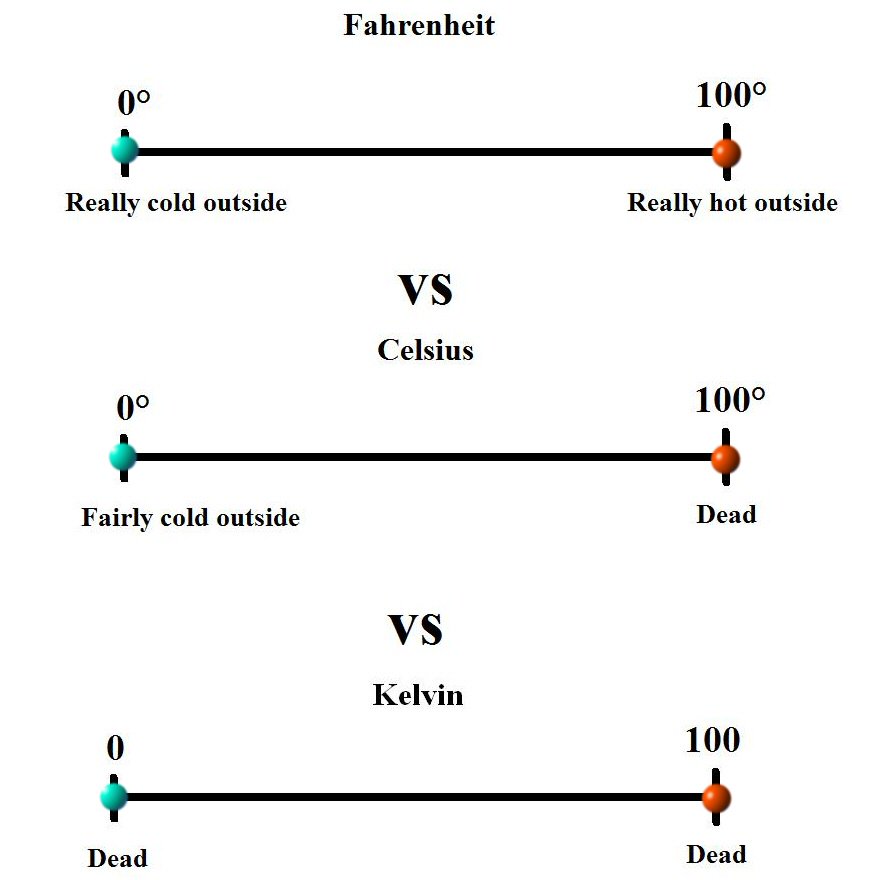 Fahrenheit
0° 100°
Really cold outside Really hot outside
vs
Celsius
0° 100°
Fairly cold outside Dead
vs
Kelvin
0 100
Dead Dead